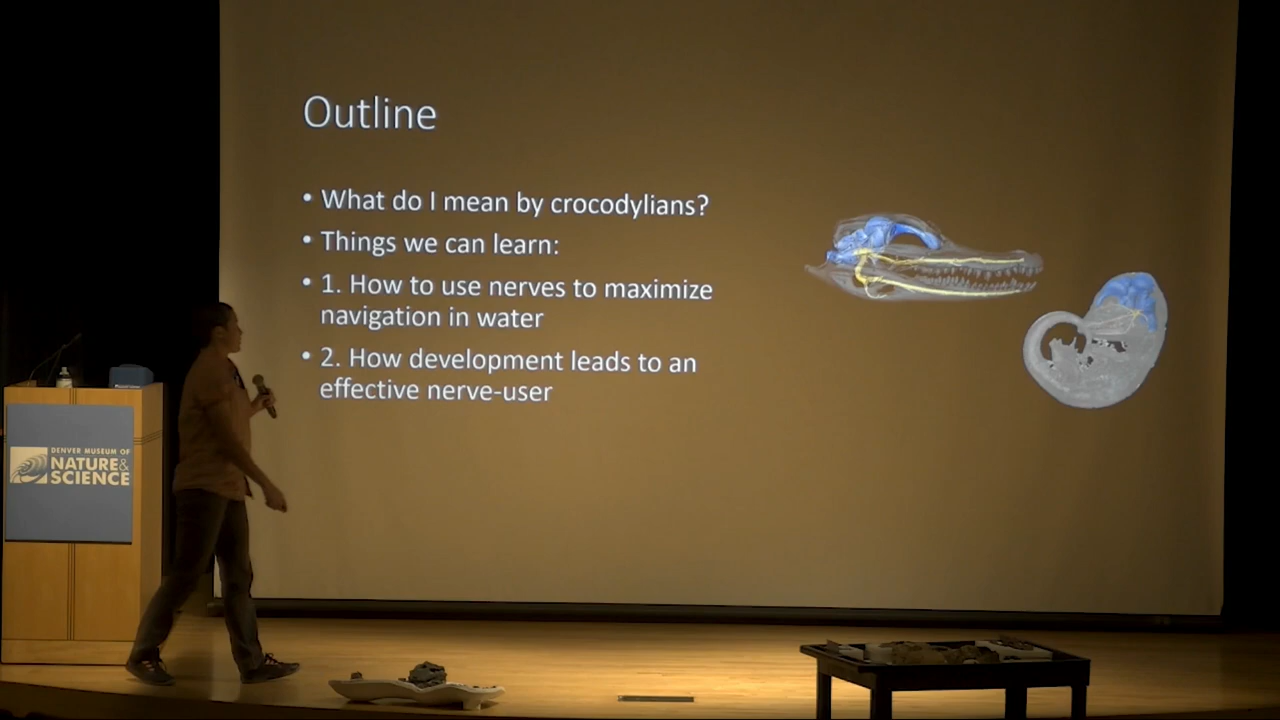 Outline
• What do I mean by crocodylians?
• Things we can learn:
• 1. How to use nerves to maximize
navigation in water
• 2. How development leads to an
effective nerve-user
DENVER MUSEUM OF
NATURE &
SCIENCE